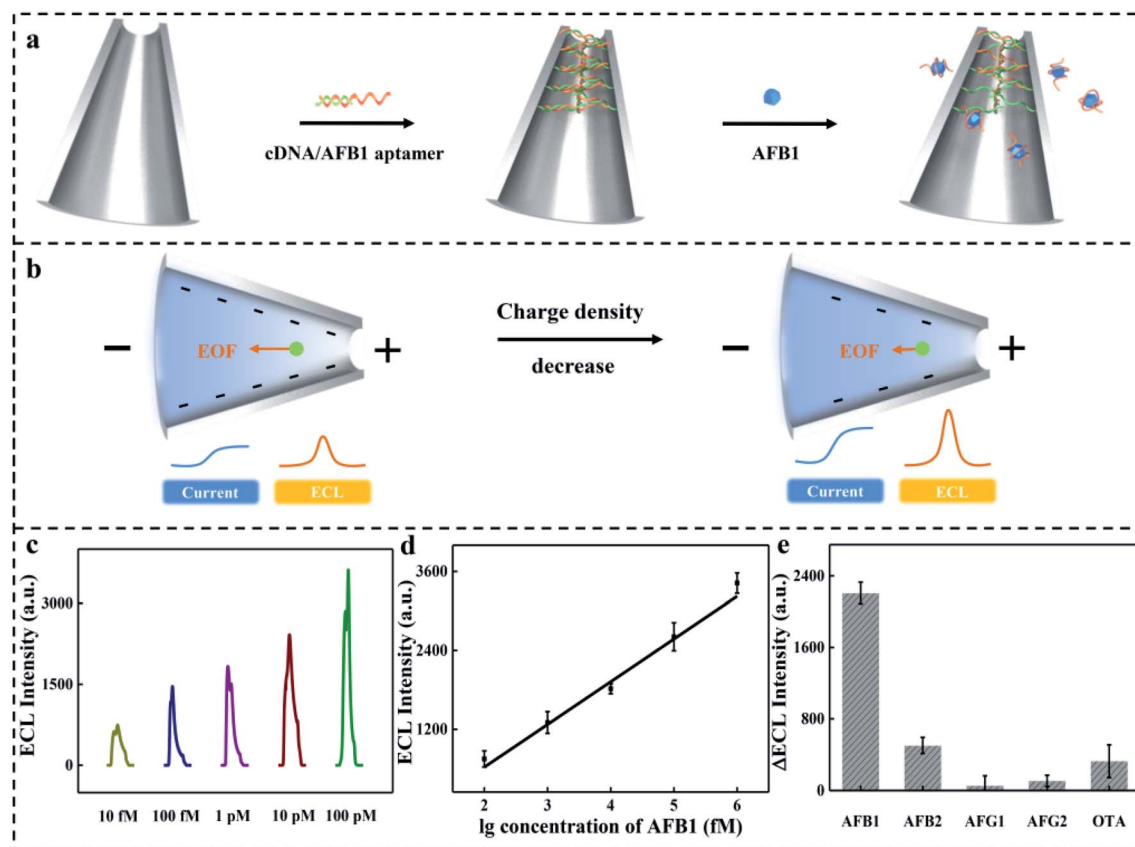 a
cDNA/AFB1 aptamer
AFB1
b
− EOF +
Charge density
decrease
− EOF +
Current ECL
Current ECL
c
ECL Intensity (a.u.)
3000
1500
0
10 fM 100 fM 1 pM 10 pM 100 pM
d
ECL Intensity (a.u.)
3600
2400
1200
2 3 4 5 6
lg concentration of AFB1 (fM)
e
ΔECL Intensity (a.u.)
2400
1600
800
0
AFB1 AFB2 AFG1 AFG2 OTA